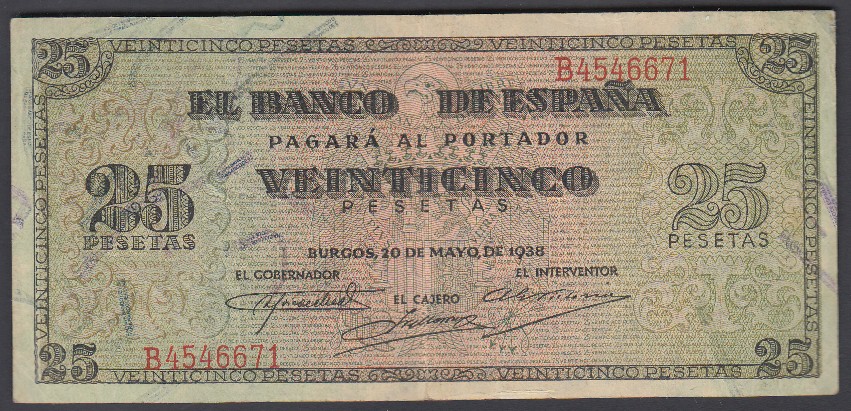 VEINTICINCO PESETAS VEINTICINCO PESETAS
25 25
B4546671
EL BANCO DE ESPAÑA
PAGARÁ AL PORTADOR
VEINTICINCO
PESETAS
25 PESETAS
25 PESETAS
BURGOS, 20 DE MAYO, DE 1938
EL GOBERNADOR
EL INTERVENTOR
EL CAJERO
B4546671
25 25
VEINTICINCO PESETAS VEINTICINCO PESETAS
VEINTICINCO PESETAS
VEINTICINCO PESETAS